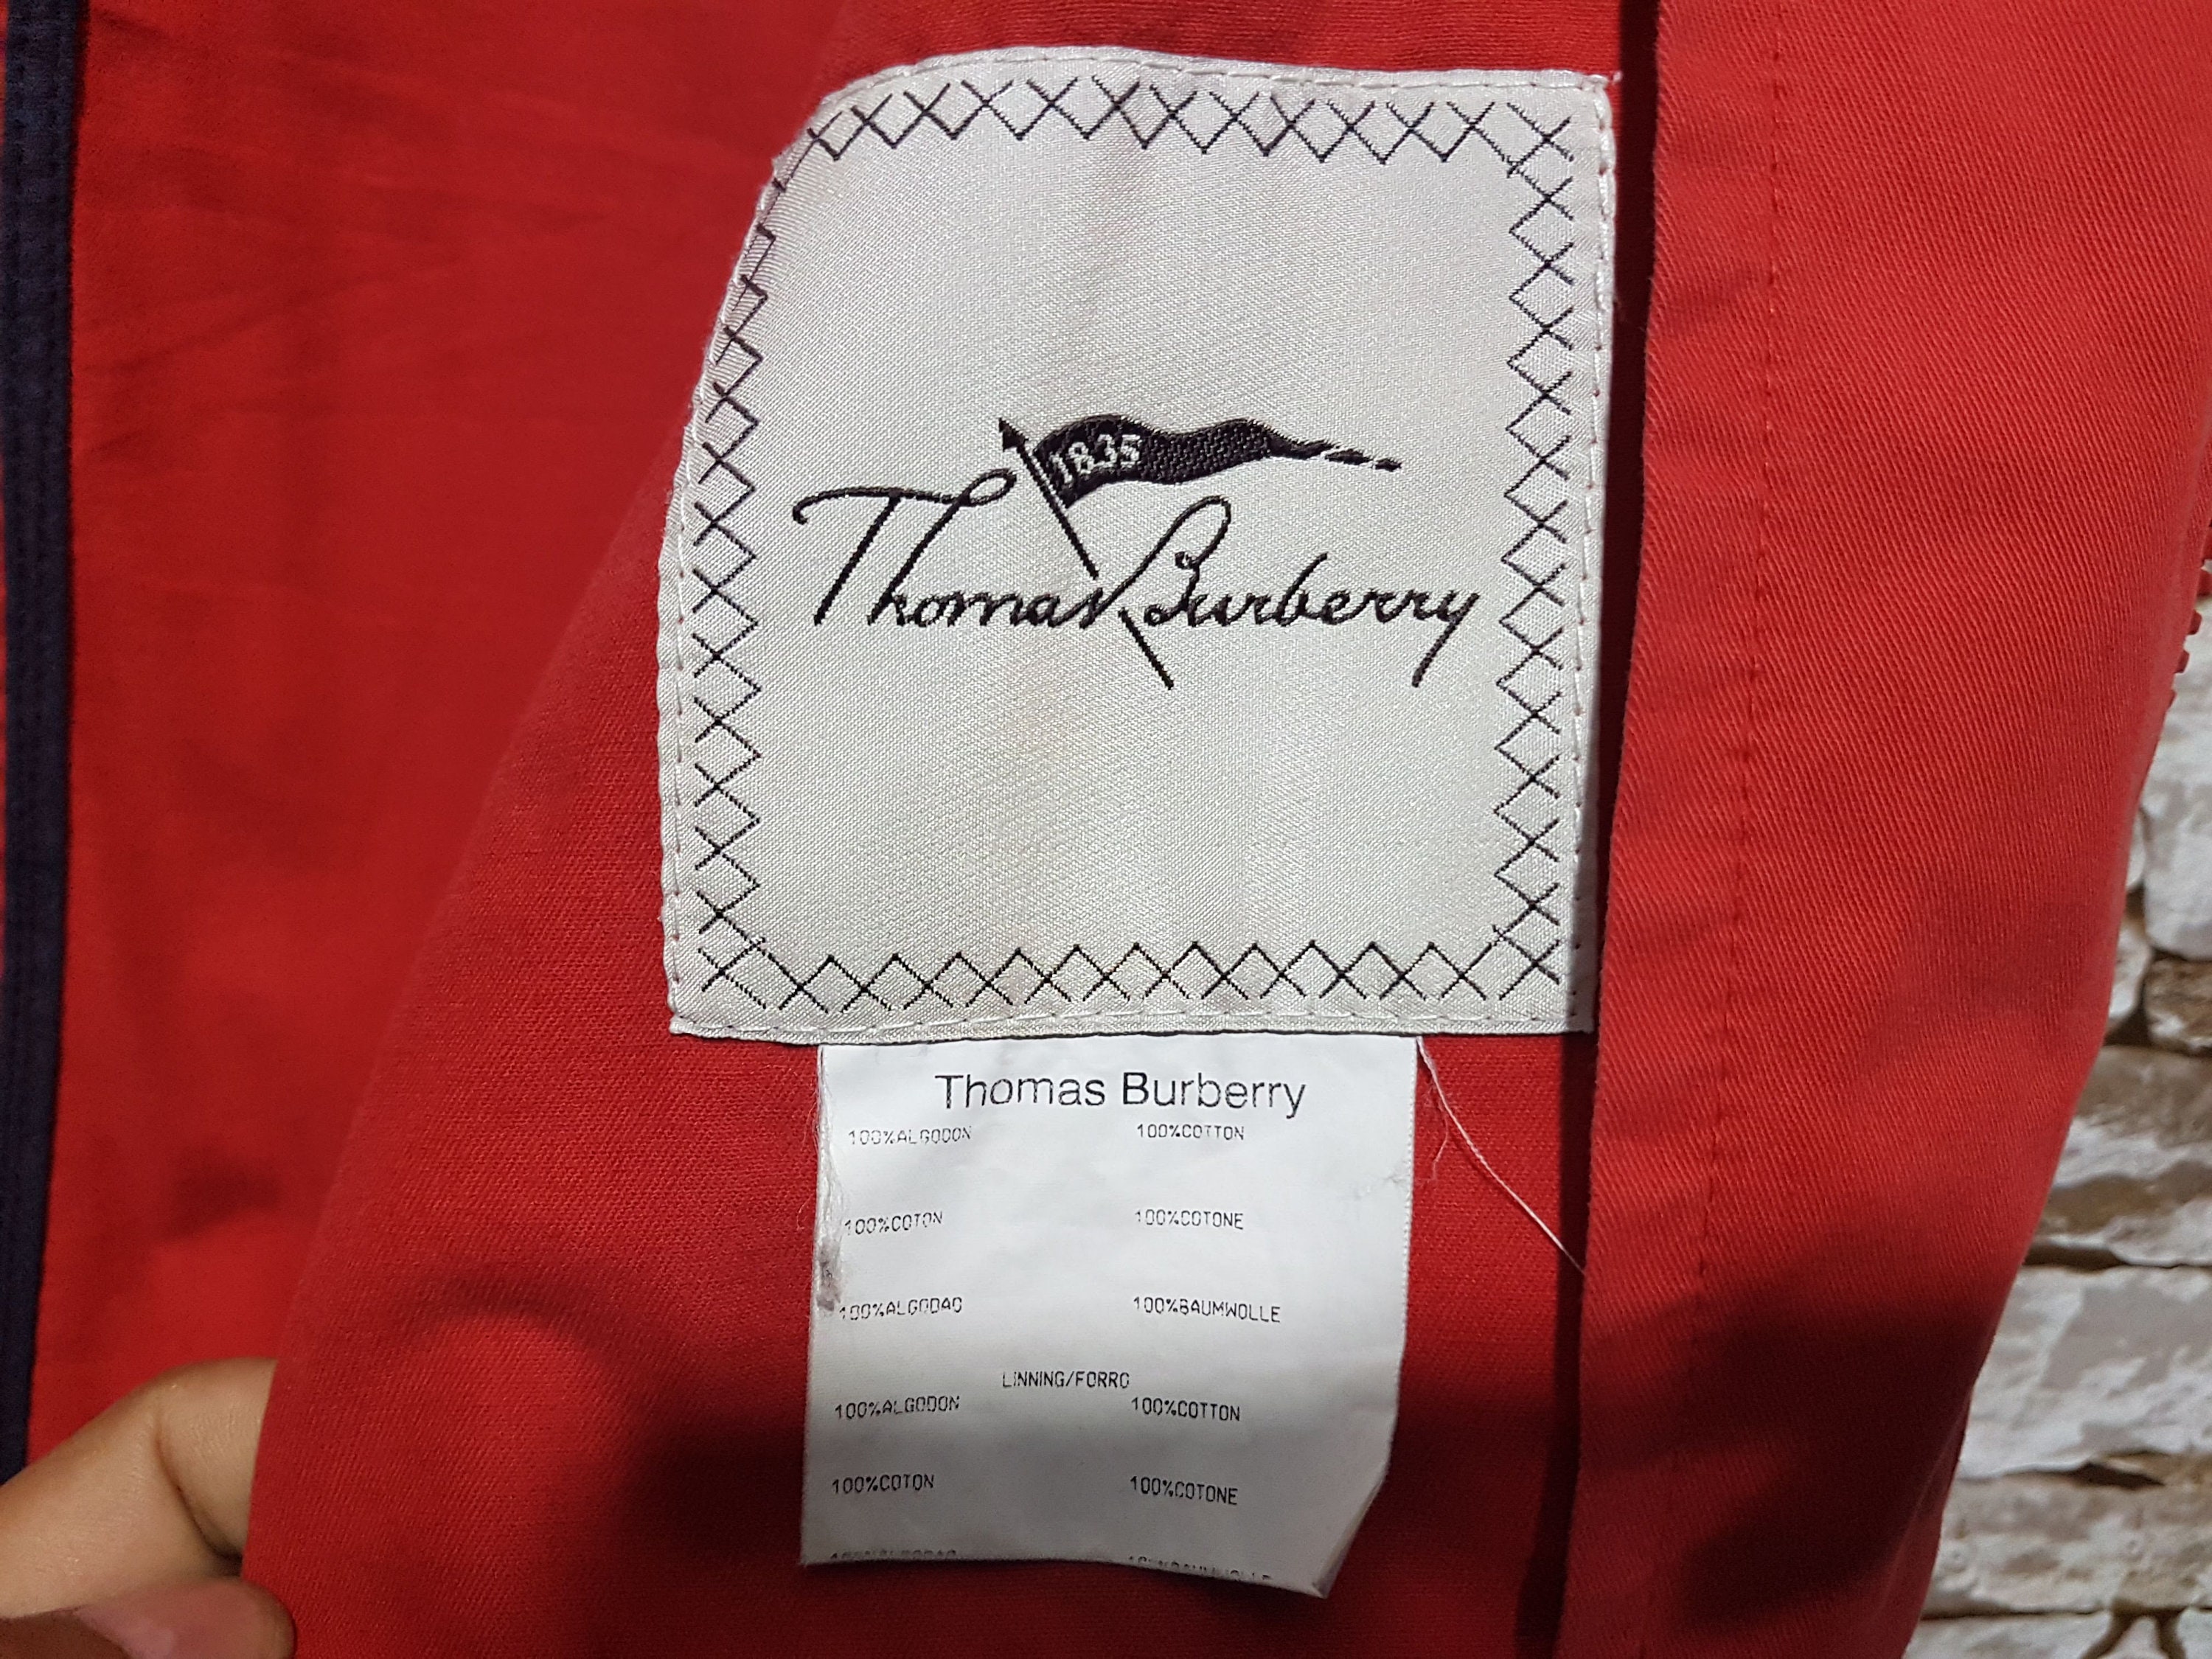 1835
Thomas Burberry
Thomas Burberry
100%ALGODON 100%COTTON
100%COTON 100%COTONE
100%ALGODAO 100%BAUMWOLLE
LINNING/FORRO
100%ALGODON 100%COTTON
100%COTON 100%COTONE